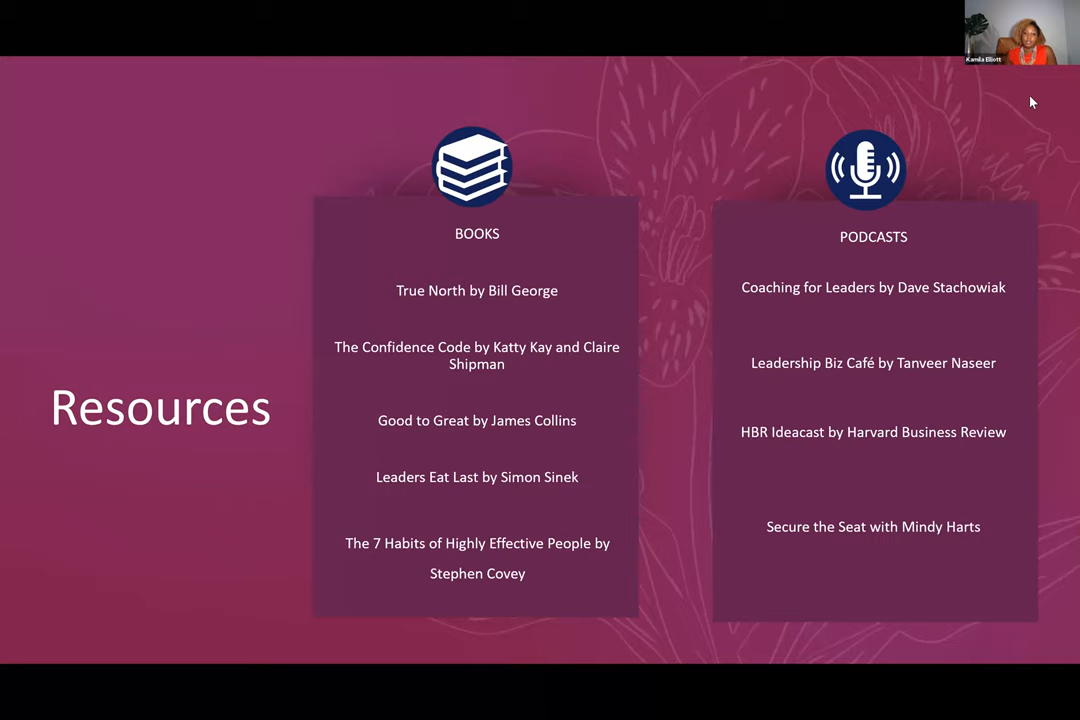 Kamila Elliott
Resources
BOOKS
True North by Bill George
The Confidence Code by Katty Kay and Claire
Shipman
Good to Great by James Collins
Leaders Eat Last by Simon Sinek
The 7 Habits of Highly Effective People by
Stephen Covey
PODCASTS
Coaching for Leaders by Dave Stachowiak
Leadership Biz Café by Tanveer Naseer
HBR Ideacast by Harvard Business Review
Secure the Seat with Mindy Harts